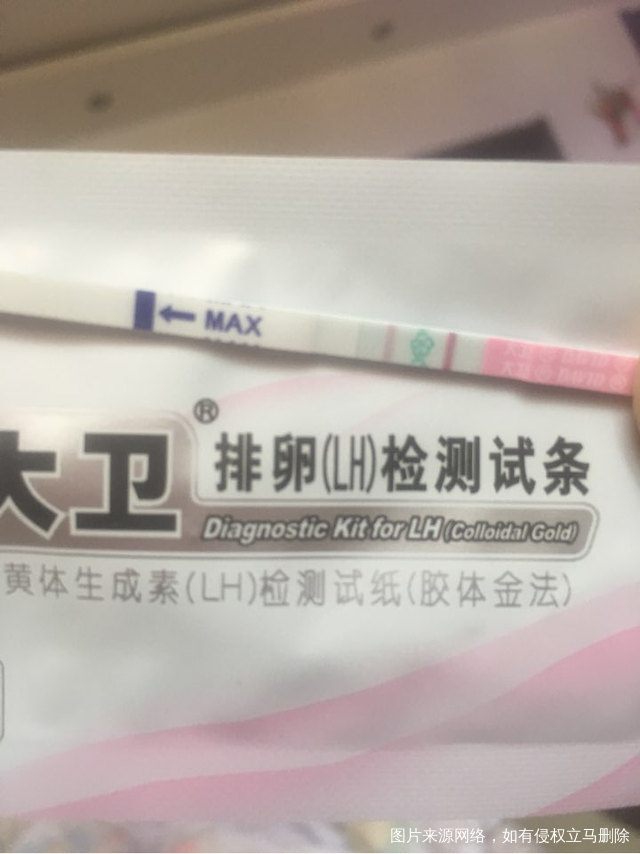 MAX
大卫®
排卵(LH)检测试条
Diagnostic Kit for LH (Colloidal Gold)
黄体生成素(LH)检测试纸(胶体金法)
图片来源网络，如有侵权立马删除